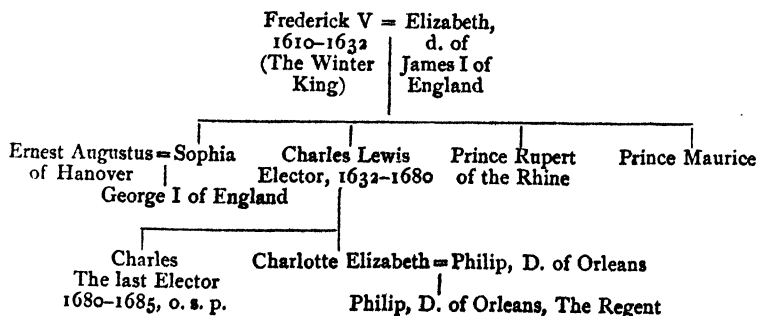 Frederick V = Elizabeth,
1610–1632 d. of
(The Winter James I of
King) England
Ernest Augustus = Sophia Charles Lewis Prince Rupert Prince Maurice
of Hanover Elector, 1632–1680 of the Rhine
George I of England
Charles Charlotte Elizabeth = Philip, D. of Orleans
The last Elector
1680–1685, o. s. p. Philip, D. of Orleans, The Regent